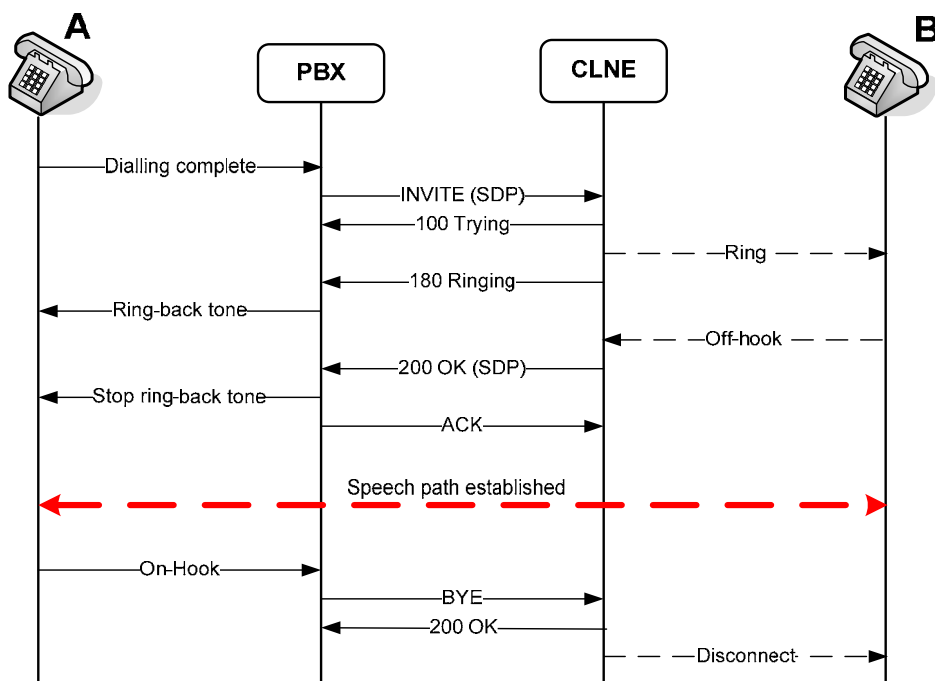 A
B
PBX
CLNE
Dialling complete
INVITE (SDP)
100 Trying
Ring
180 Ringing
Ring-back tone
Off-hook
200 OK (SDP)
Stop ring-back tone
ACK
Speech path established
On-Hook
BYE
200 OK
Disconnect